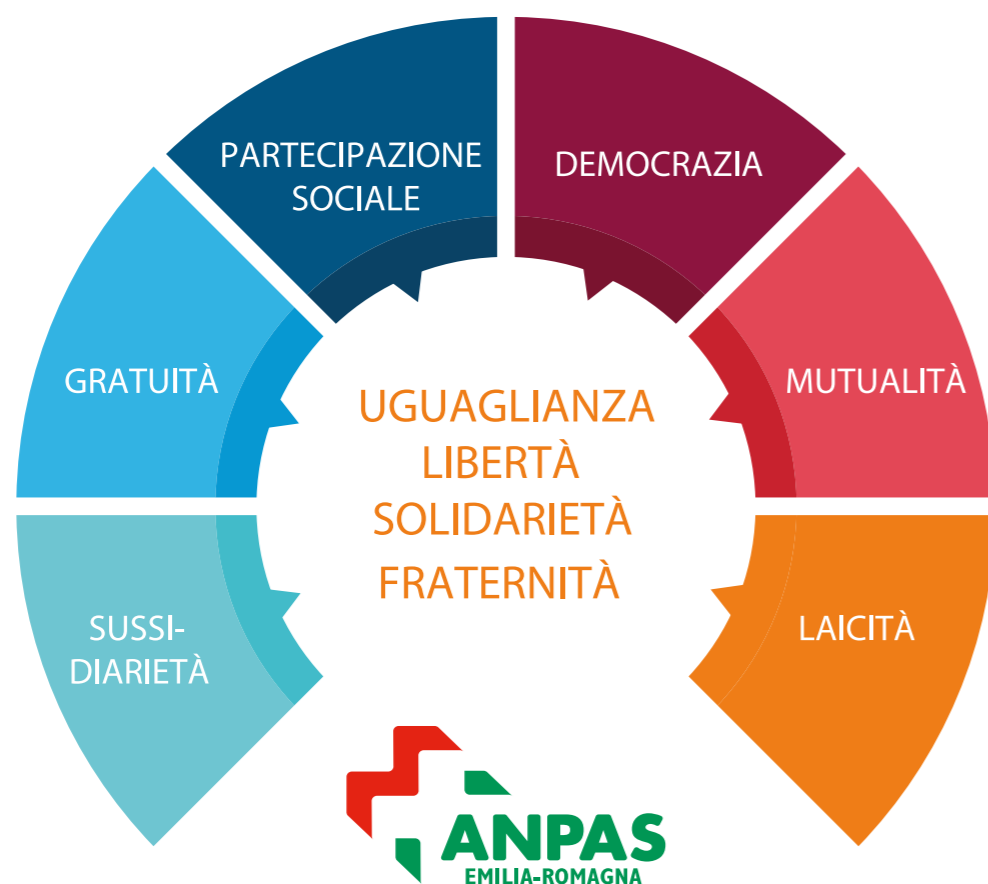 PARTECIPAZIONE
SOCIALE
DEMOCRAZIA
GRATUITÀ
MUTUALITÀ
UGUAGLIANZA
LIBERTÀ
SOLIDARIETÀ
FRATERNITÀ
SUSSI-
DIARIETÀ
LAICITÀ
ANPAS
EMILIA-ROMAGNA